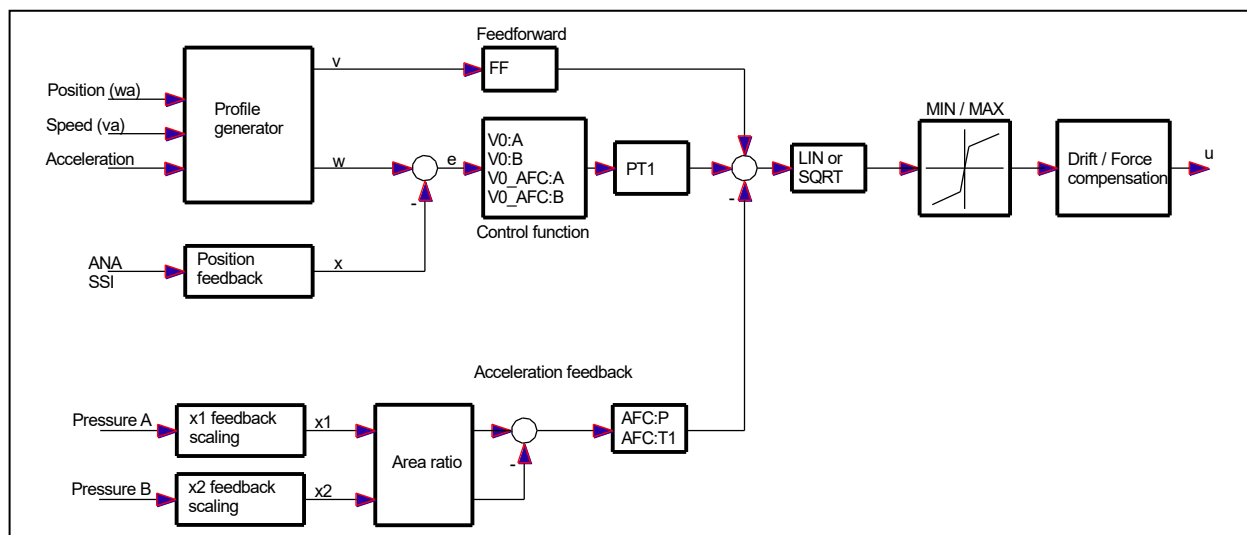 Feedforward
v
FF
Position (wa)
Speed (va)
Acceleration
Profile
generator
w
-
e
V0:A
V0:B
V0_AFC:A
V0_AFC:B
Control function
PT1
-
LIN or
SQRT
MIN / MAX
Drift / Force
compensation
u
ANA
SSI
Position
feedback
x
Acceleration feedback
Pressure A
x1 feedback
scaling
x1
Pressure B
x2 feedback
scaling
x2
Area ratio
-
AFC:P
AFC:T1